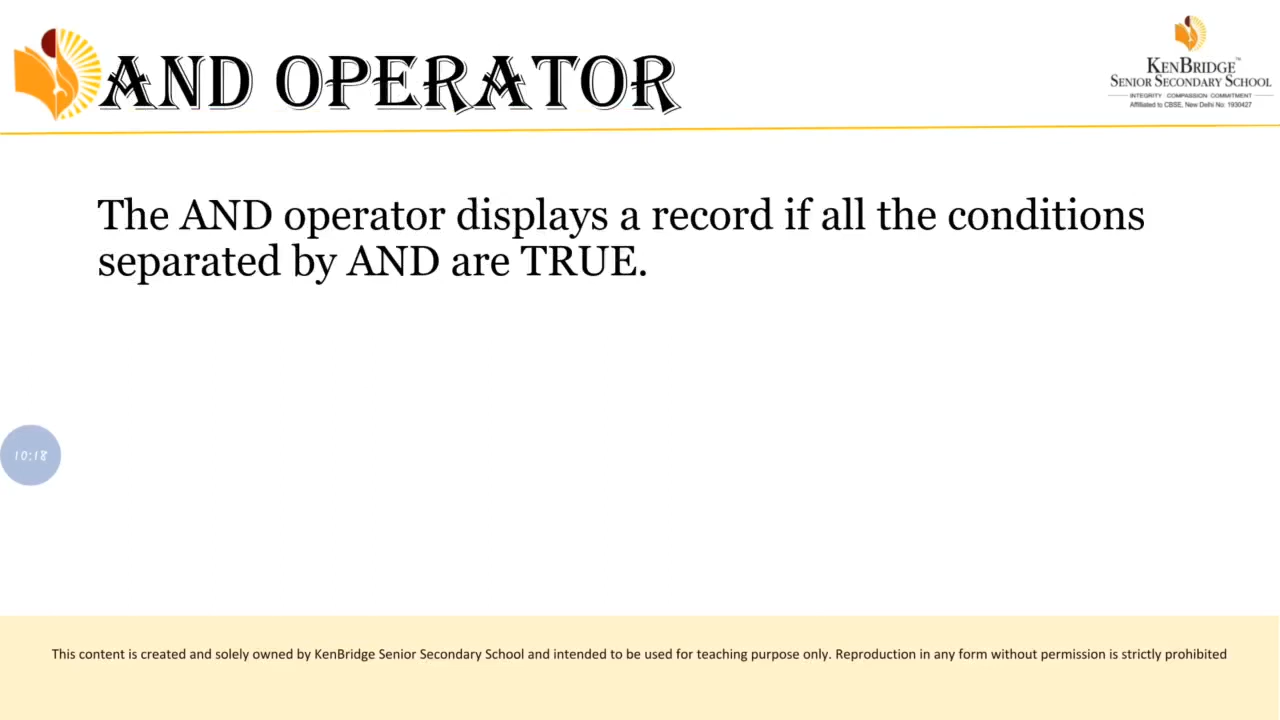 AND OPERATOR
KENBRIDGE™
SENIOR SECONDARY SCHOOL
INTEGRITY COMPASSION COMMITMENT
Affiliated to CBSE, New Delhi No: 1930427
The AND operator displays a record if all the conditions
separated by AND are TRUE.
10:18
This content is created and solely owned by KenBridge Senior Secondary School and intended to be used for teaching purpose only. Reproduction in any form without permission is strictly prohibited